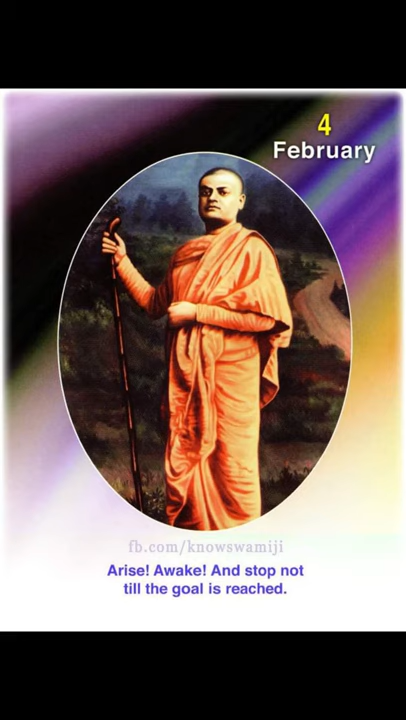 4
February
fb.com/knowswamiji
Arise! Awake! And stop not
till the goal is reached.